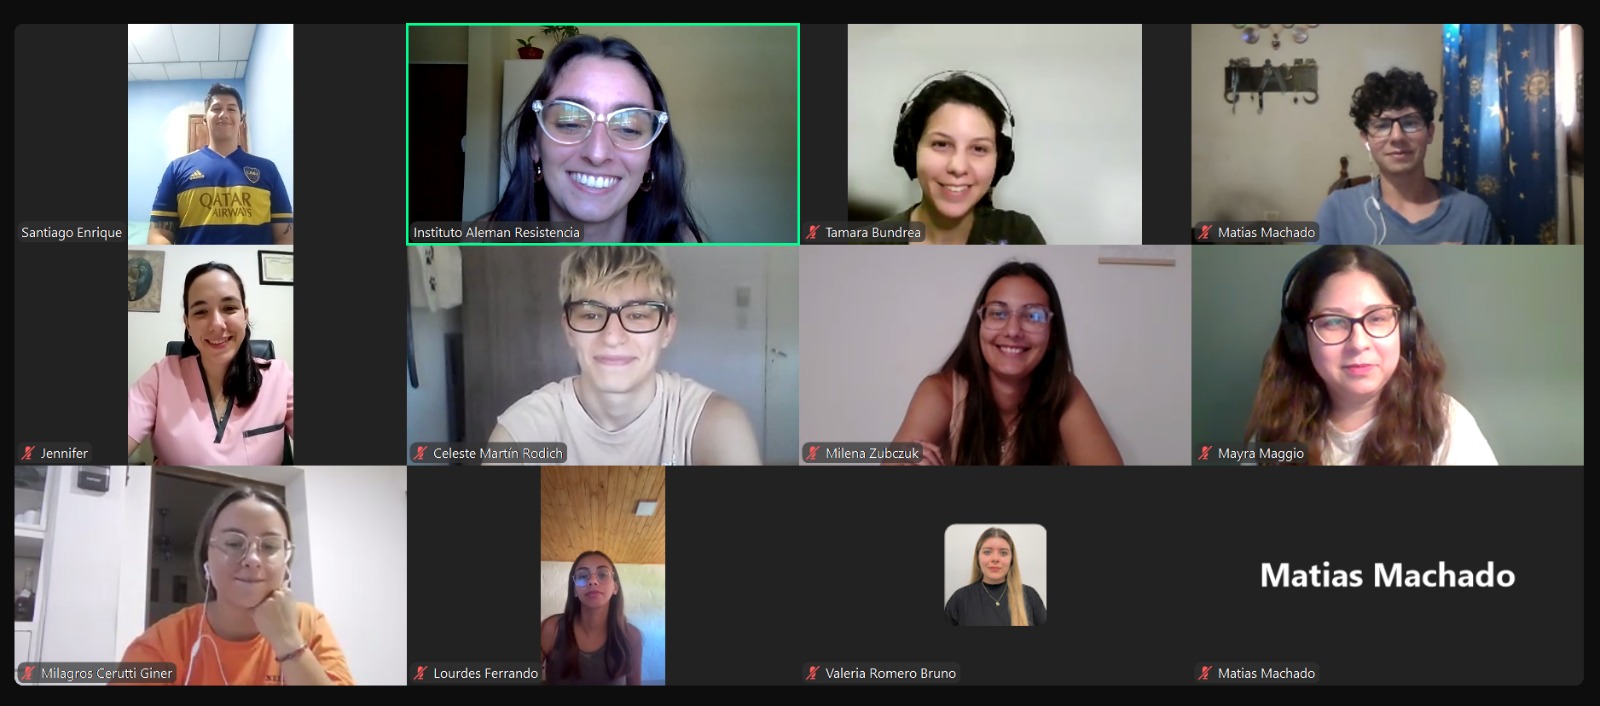 QATAR
AIRWAYS
Santiago Enrique
Instituto Aleman Resistencia
Tamara Bundrea
Matias Machado
Jennifer
Celeste Martín Rodich
Milena Zubczuk
Mayra Maggio
Milagros Cerutti Giner
Lourdes Ferrando
Valeria Romero Bruno
Matias Machado
Matias Machado